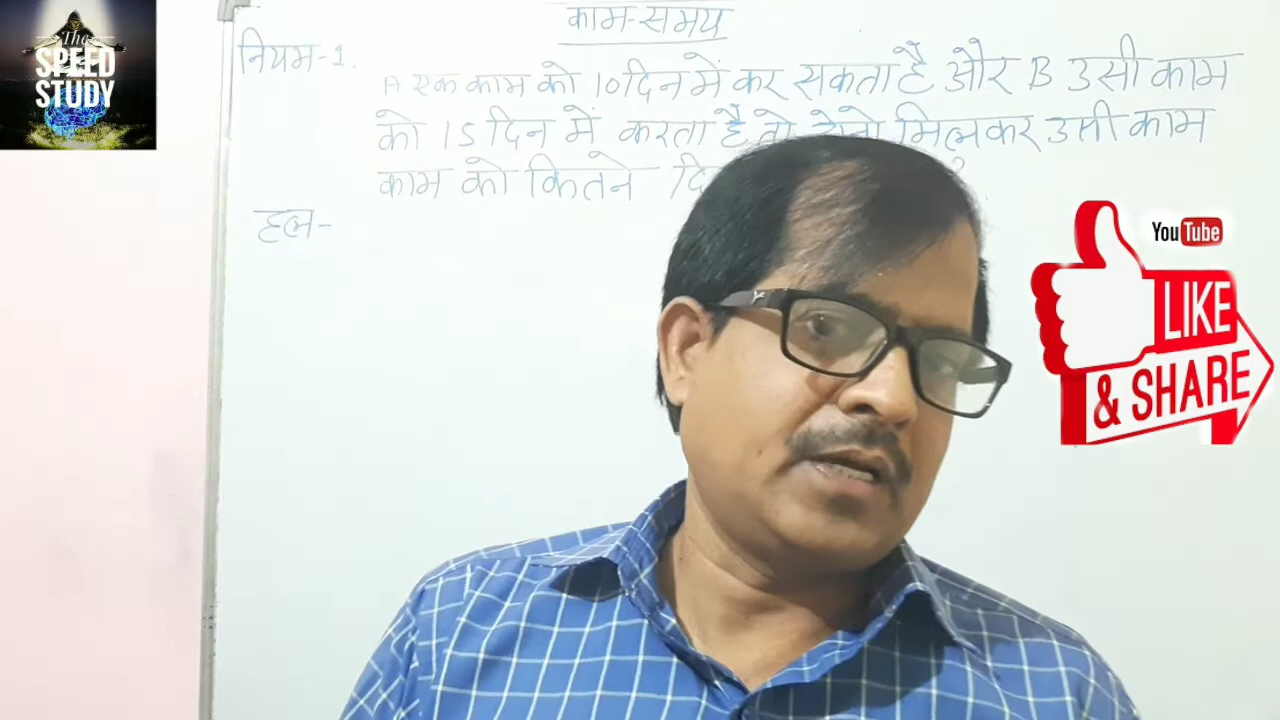 The
SPEED
STUDY
काम-समय
नियम-1.
A एक काम को 10 दिन में कर सकता है और B उसी काम
को 15 दिन में करता है तो दोनो मिलकर उसी काम
काम को कितने
हल-
YouTube
LIKE
& SHARE